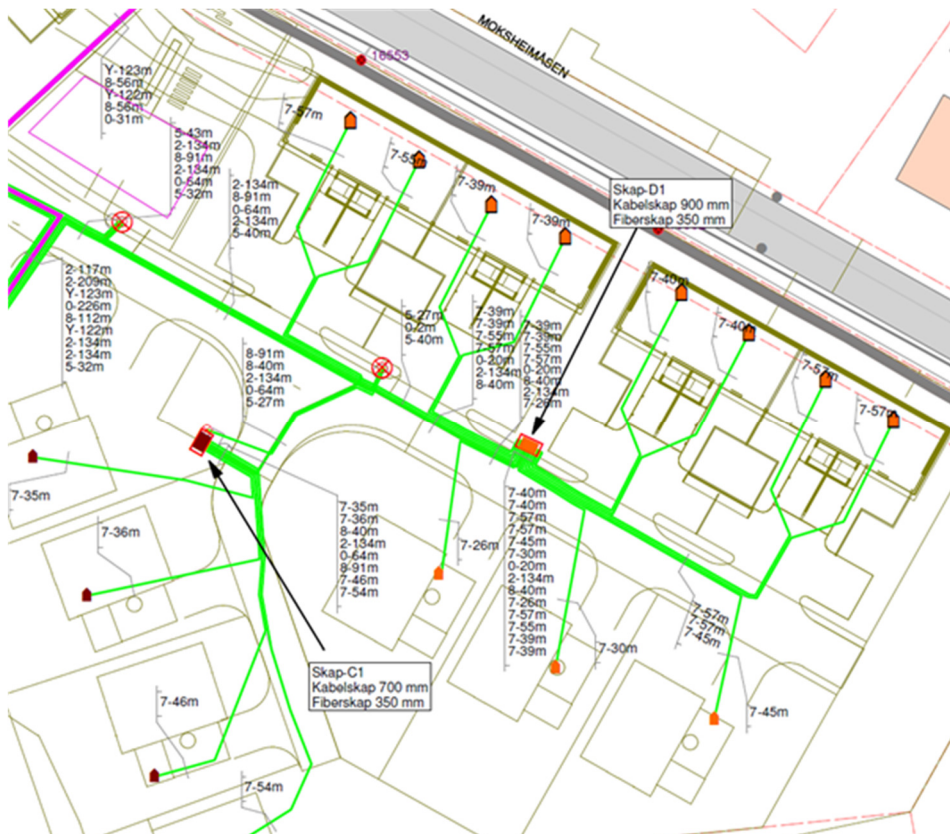 MOKSHEIMÅSEN
16553
Y-123m
8-56m
Y-122m
8-56m
0-31m
5-43m
2-134m
8-91m
2-134m
0-64m
5-32m
7-57m
7-55m
7-39m
7-39m
2-134m
8-91m
0-64m
2-134m
5-40m
Skap-D1
Kabelskap 900 mm
Fiberskap 350 mm
7-40m
7-40m
7-57m
7-57m
2-117m
2-209m
Y-123m
0-226m
8-112m
Y-122m
2-134m
2-134m
5-32m
5-27m
0-2m
5-40m
7-39m
7-39m
7-55m
7-57m
0-20m
2-134m
8-40m
7-39m
7-39m
7-55m
7-57m
0-20m
8-40m
2-134m
7-26m
8-91m
8-40m
2-134m
0-64m
5-27m
7-35m
7-36m
7-35m
7-36m
8-40m
2-134m
0-64m
8-91m
7-46m
7-54m
7-26m
7-40m
7-40m
7-57m
7-57m
7-45m
7-30m
0-20m
2-134m
8-40m
7-26m
7-57m
7-55m
7-39m
7-39m
7-30m
7-57m
7-57m
7-45m
7-45m
Skap-C1
Kabelskap 700 mm
Fiberskap 350 mm
7-46m
7-54m